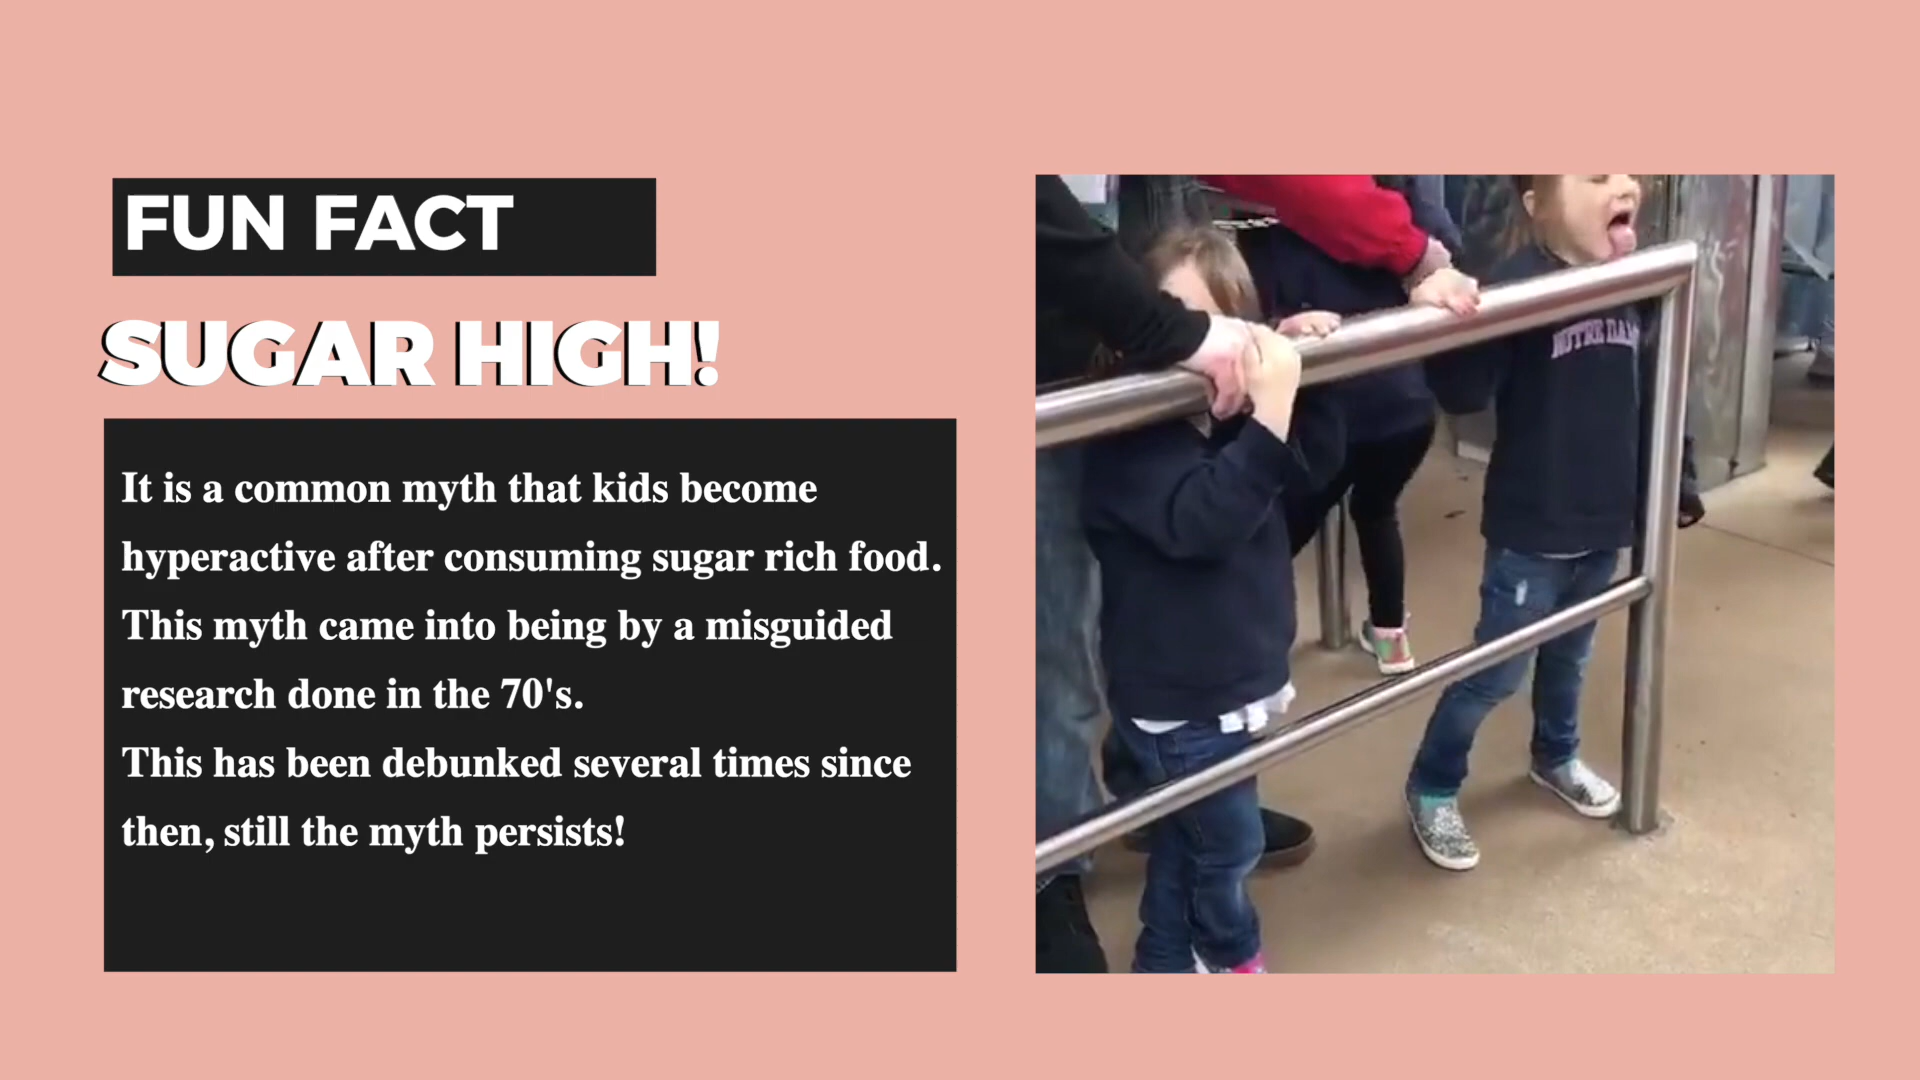 FUN FACT
SUGAR HIGH!
It is a common myth that kids become
hyperactive after consuming sugar rich food.
This myth came into being by a misguided
research done in the 70's.
This has been debunked several times since
then, still the myth persists!
NOTRE DAM